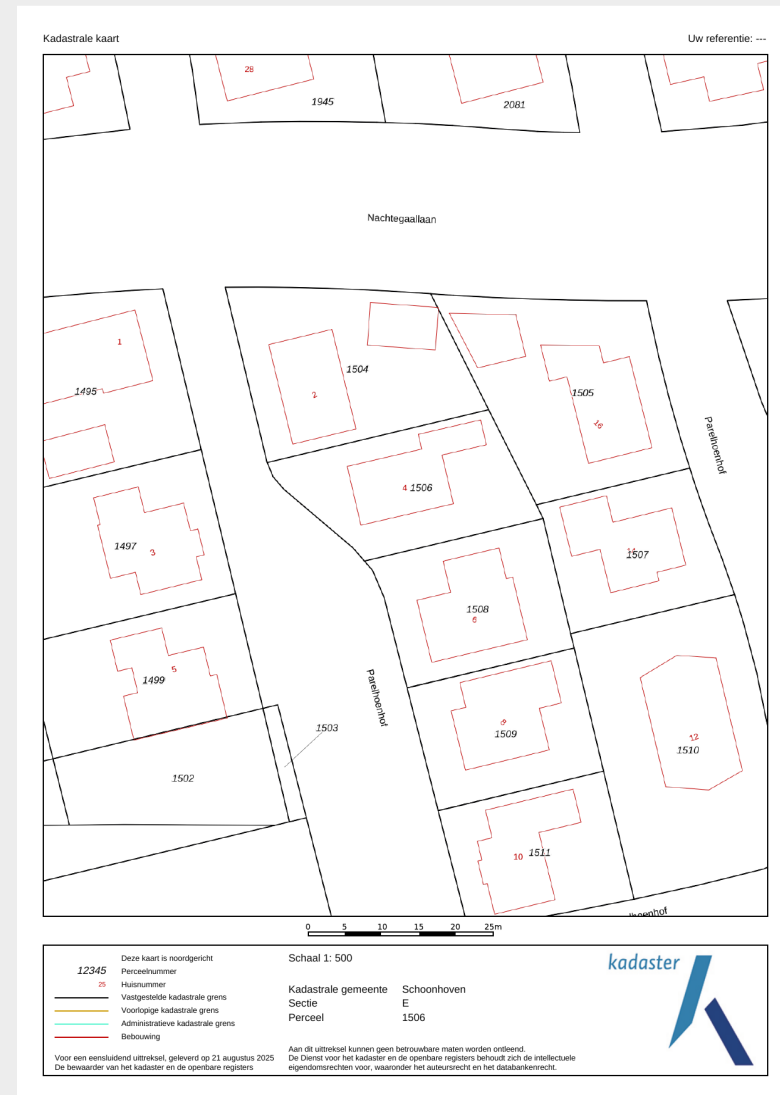 Kadastrale kaart
Uw referentie: ---
28
1945
2081
Nachtegaallaan
1
1495
2
1504
1505
16
Parelhoenhof
4 1506
1497
3
14
1507
1508
6
5
1499
Parelhoenhof
1503
1509
12
1510
1502
10 1511
0 5 10 15 20 25m
Deze kaart is noordgericht
12345 Perceelnummer
25 Huisnummer
Vastgestelde kadastrale grens
Voorlopige kadastrale grens
Administratieve kadastrale grens
Bebouwing
Voor een eensluidend uittreksel, geleverd op 21 augustus 2025
De bewaarder van het kadaster en de openbare registers
Schaal 1: 500
Kadastrale gemeente Schoonhoven
Sectie E
Perceel 1506
Aan dit uittreksel kunnen geen betrouwbare maten worden ontleend.
De Dienst voor het kadaster en de openbare registers behoudt zich de intellectuele
eigendomsrechten voor, waaronder het auteursrecht en het databankenrecht.
kadaster